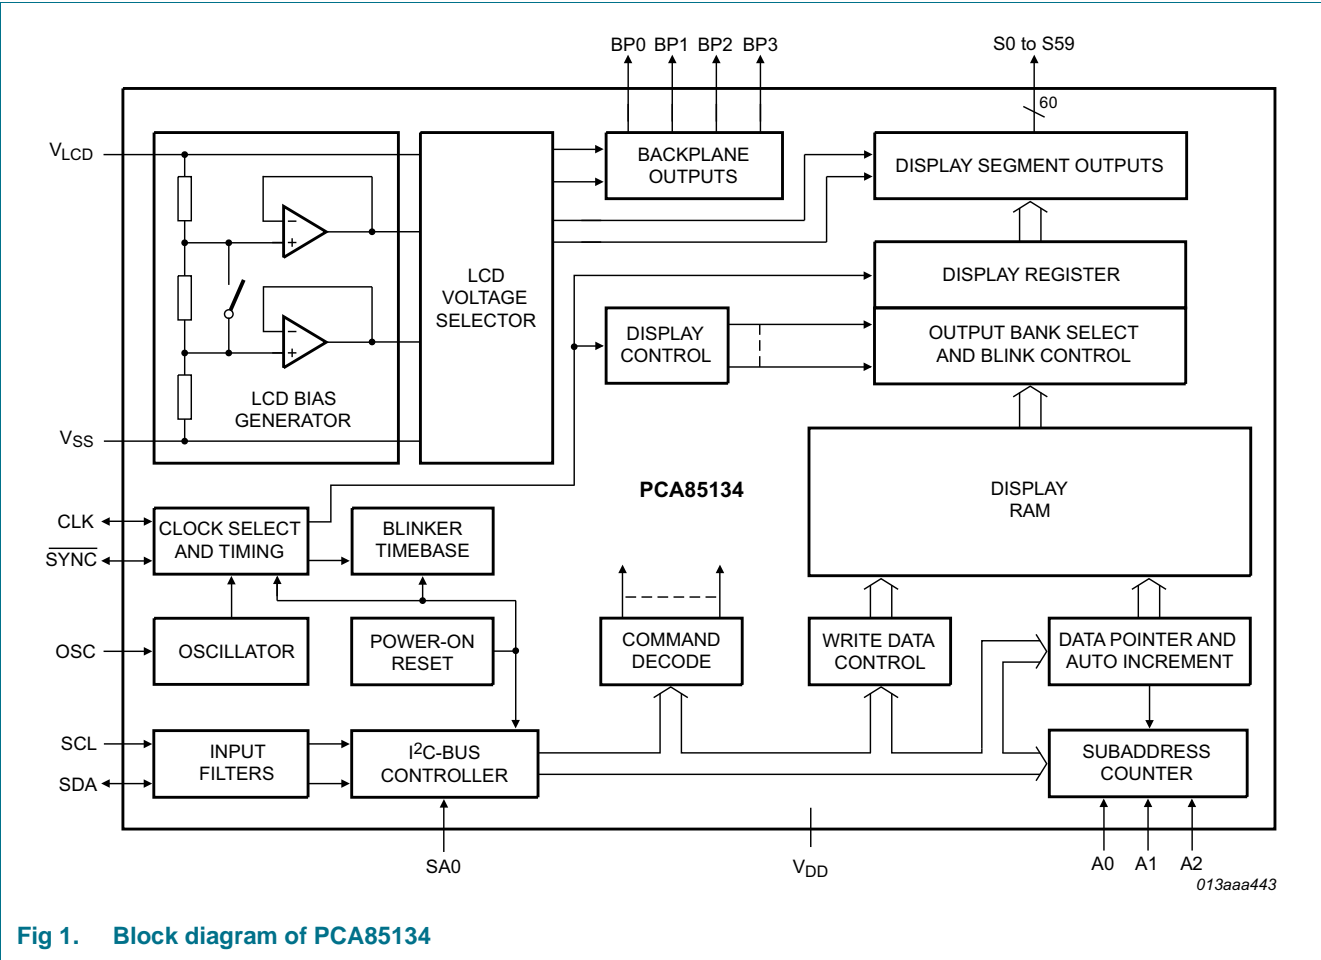 BP0 BP1 BP2 BP3
S0 to S59
60
VLCD
BACKPLANE
OUTPUTS
DISPLAY SEGMENT OUTPUTS
−
+
LCD
VOLTAGE
SELECTOR
DISPLAY REGISTER
−
+
DISPLAY
CONTROL
OUTPUT BANK SELECT
AND BLINK CONTROL
LCD BIAS
GENERATOR
VSS
PCA85134
DISPLAY
RAM
CLK
SYNC
CLOCK SELECT
AND TIMING
BLINKER
TIMEBASE
OSC
OSCILLATOR
POWER-ON
RESET
COMMAND
DECODE
WRITE DATA
CONTROL
DATA POINTER AND
AUTO INCREMENT
SCL
SDA
INPUT
FILTERS
I2C-BUS
CONTROLLER
SUBADDRESS
COUNTER
SA0
VDD
A0 A1 A2
013aaa443
Fig 1. Block diagram of PCA85134